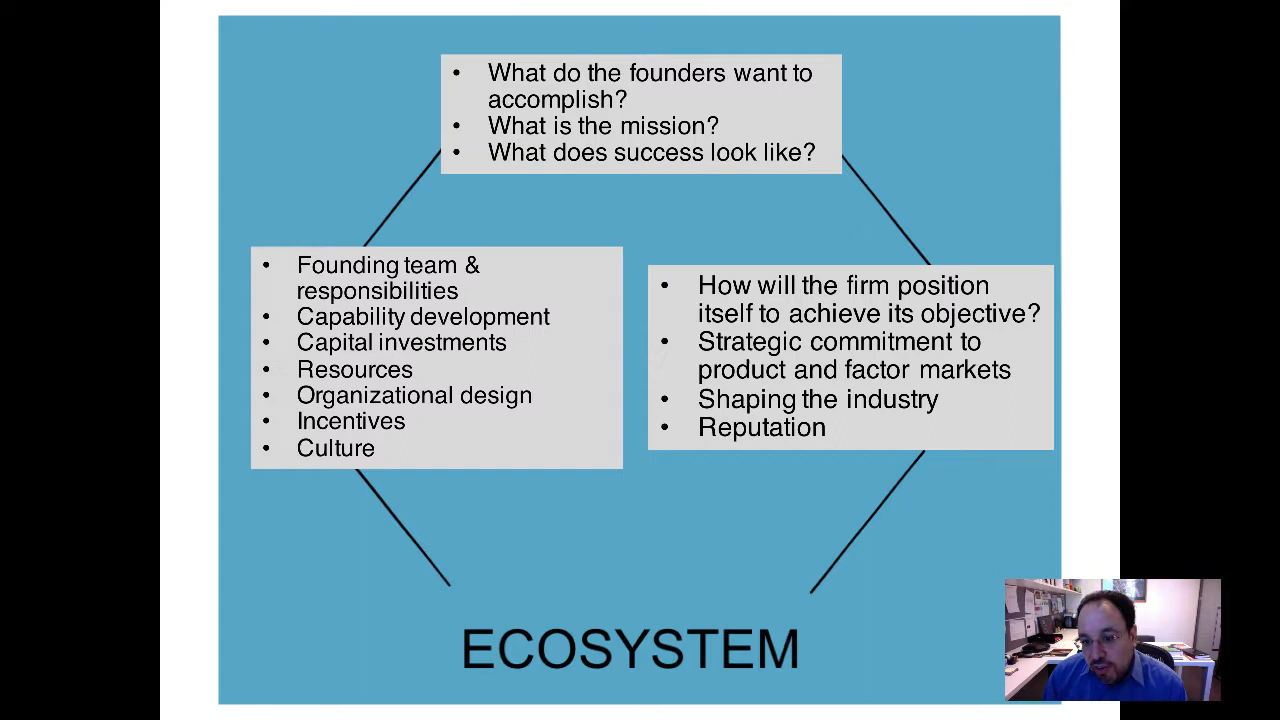 • What do the founders want to
accomplish?
• What is the mission?
• What does success look like?
• Founding team &
responsibilities
• Capability development
• Capital investments
• Resources
• Organizational design
• Incentives
• Culture
• How will the firm position
itself to achieve its objective?
• Strategic commitment to
product and factor markets
• Shaping the industry
• Reputation
ECOSYSTEM